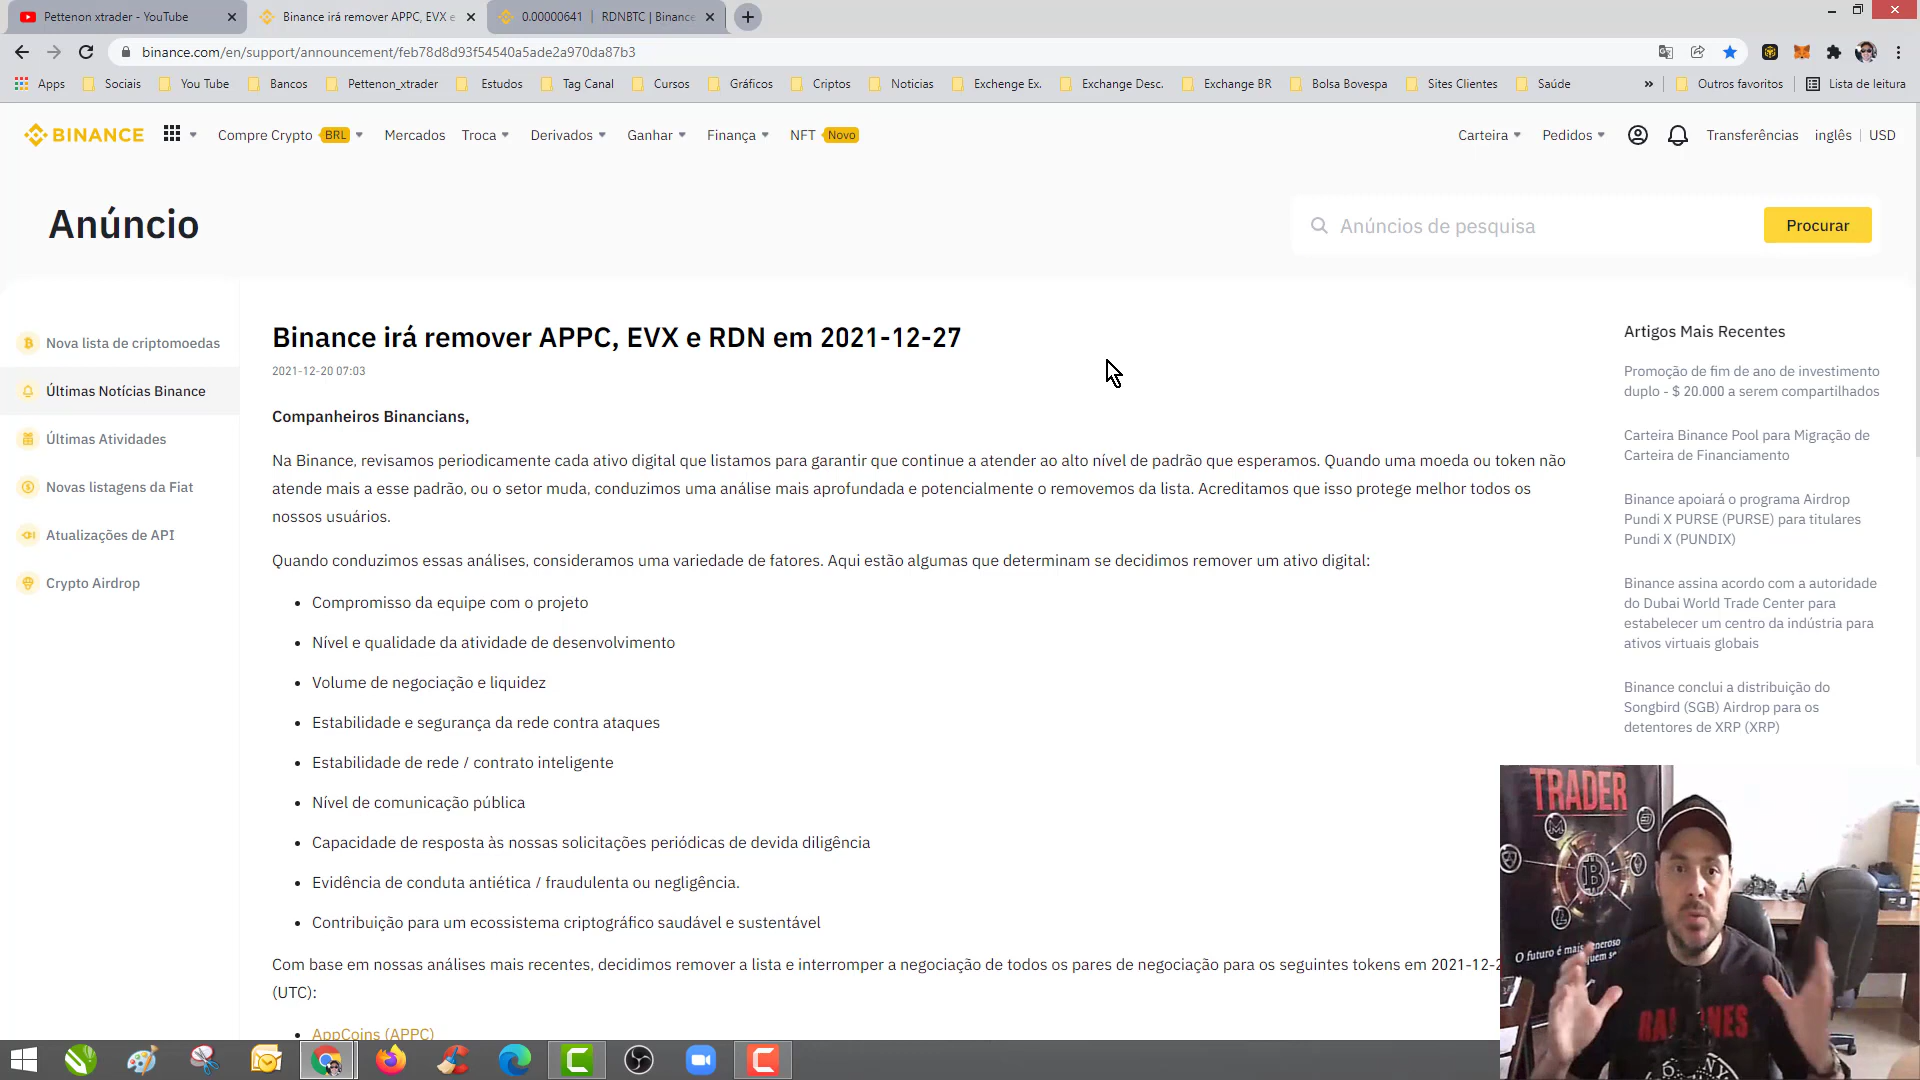 Pettenon xtrader - YouTube
Binance irá remover APPC, EVX e
0.00000641 | RDNBTC | Binanc
binance.com/en/support/announcement/feb78d8d93f54540a5ade2a970da87b3
Apps
Sociais
You Tube
Bancos
Pettenon_xtrader
Estudos
Tag Canal
Cursos
Gráficos
Criptos
Noticias
Exchenge Ex.
Exchange Desc.
Exchange BR
Bolsa Bovespa
Sites Clientes
Saúde
»
Outros favoritos
Lista de leitura
BINANCE
Compre Crypto BRL
Mercados
Troca
Derivados
Ganhar
Finança
NFT Novo
Carteira
Pedidos
Transferências
inglês | USD
Anúncio
Anúncios de pesquisa
Procurar
Nova lista de criptomoedas
Últimas Notícias Binance
Últimas Atividades
Novas listagens da Fiat
Atualizações de API
Crypto Airdrop
Binance irá remover APPC, EVX e RDN em 2021-12-27
2021-12-20 07:03
Companheiros Binancians,
Na Binance, revisamos periodicamente cada ativo digital que listamos para garantir que continue a atender ao alto nível de padrão que esperamos. Quando uma moeda ou token não
atende mais a esse padrão, ou o setor muda, conduzimos uma análise mais aprofundada e potencialmente o removemos da lista. Acreditamos que isso protege melhor todos os
nossos usuários.
Quando conduzimos essas análises, consideramos uma variedade de fatores. Aqui estão algumas que determinam se decidimos remover um ativo digital:
• Compromisso da equipe com o projeto
• Nível e qualidade da atividade de desenvolvimento
• Volume de negociação e liquidez
• Estabilidade e segurança da rede contra ataques
• Estabilidade de rede / contrato inteligente
• Nível de comunicação pública
• Capacidade de resposta às nossas solicitações periódicas de devida diligência
• Evidência de conduta antiética / fraudulenta ou negligência.
• Contribuição para um ecossistema criptográfico saudável e sustentável
Com base em nossas análises mais recentes, decidimos remover a lista e interromper a negociação de todos os pares de negociação para os seguintes tokens em 2021-12-2
(UTC):
• AppCoins (APPC)
Artigos Mais Recentes
Promoção de fim de ano de investimento
duplo - $ 20.000 a serem compartilhados
Carteira Binance Pool para Migração de
Carteira de Financiamento
Binance apoiará o programa Airdrop
Pundi X PURSE (PURSE) para titulares
Pundi X (PUNDIX)
Binance assina acordo com a autoridade
do Dubai World Trade Center para
estabelecer um centro da indústria para
ativos virtuais globais
Binance conclui a distribuição do
Songbird (SGB) Airdrop para os
detentores de XRP (XRP)
TRADER
O futuro é mais generoso
quem se